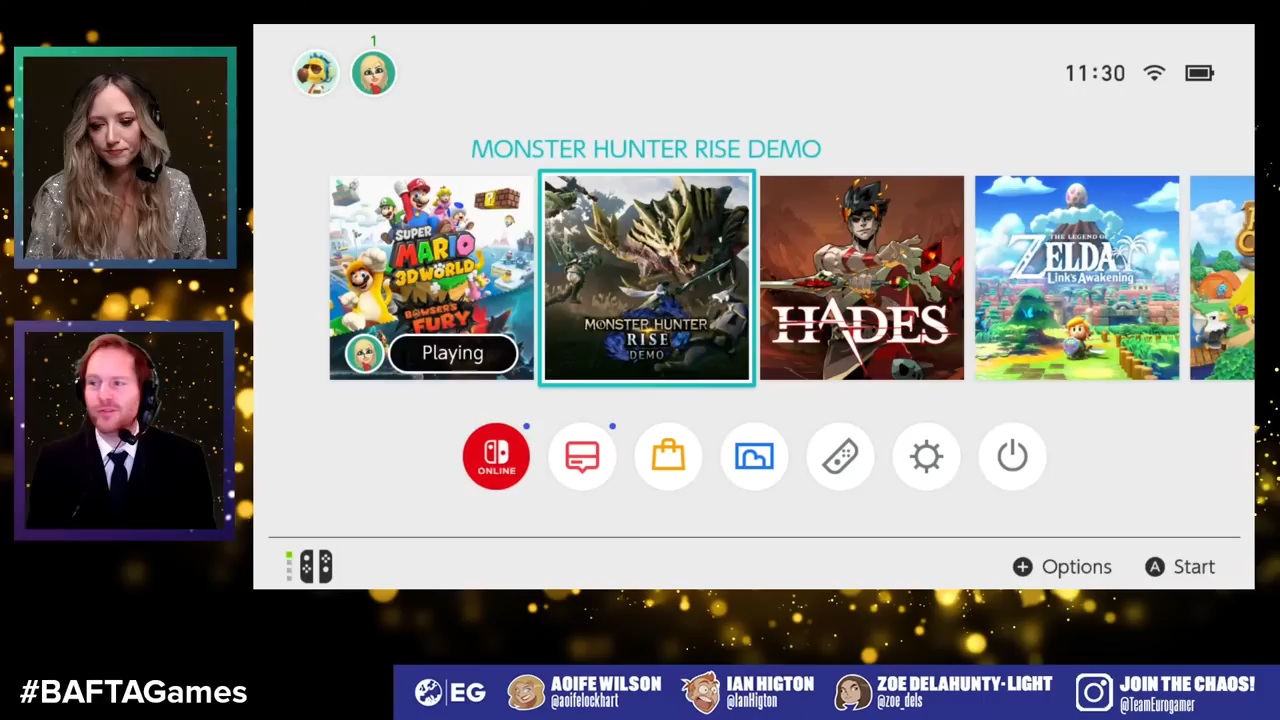 1
11:30
MONSTER HUNTER RISE DEMO
SUPER
MARIO
3D WORLD
BOWSER'S
FURY
Playing
MONSTER HUNTER
RISE
DEMO
HADES
THE LEGEND OF
ZELDA
Link's Awakening
ONLINE
Options
A Start
#BAFTAGames
EG
AOIFE WILSON
@aoifelockhart
IAN HIGTON
@IanHigton
ZOE DELAHUNTY-LIGHT
@zoe_dels
JOIN THE CHAOS!
@TeamEurogamer